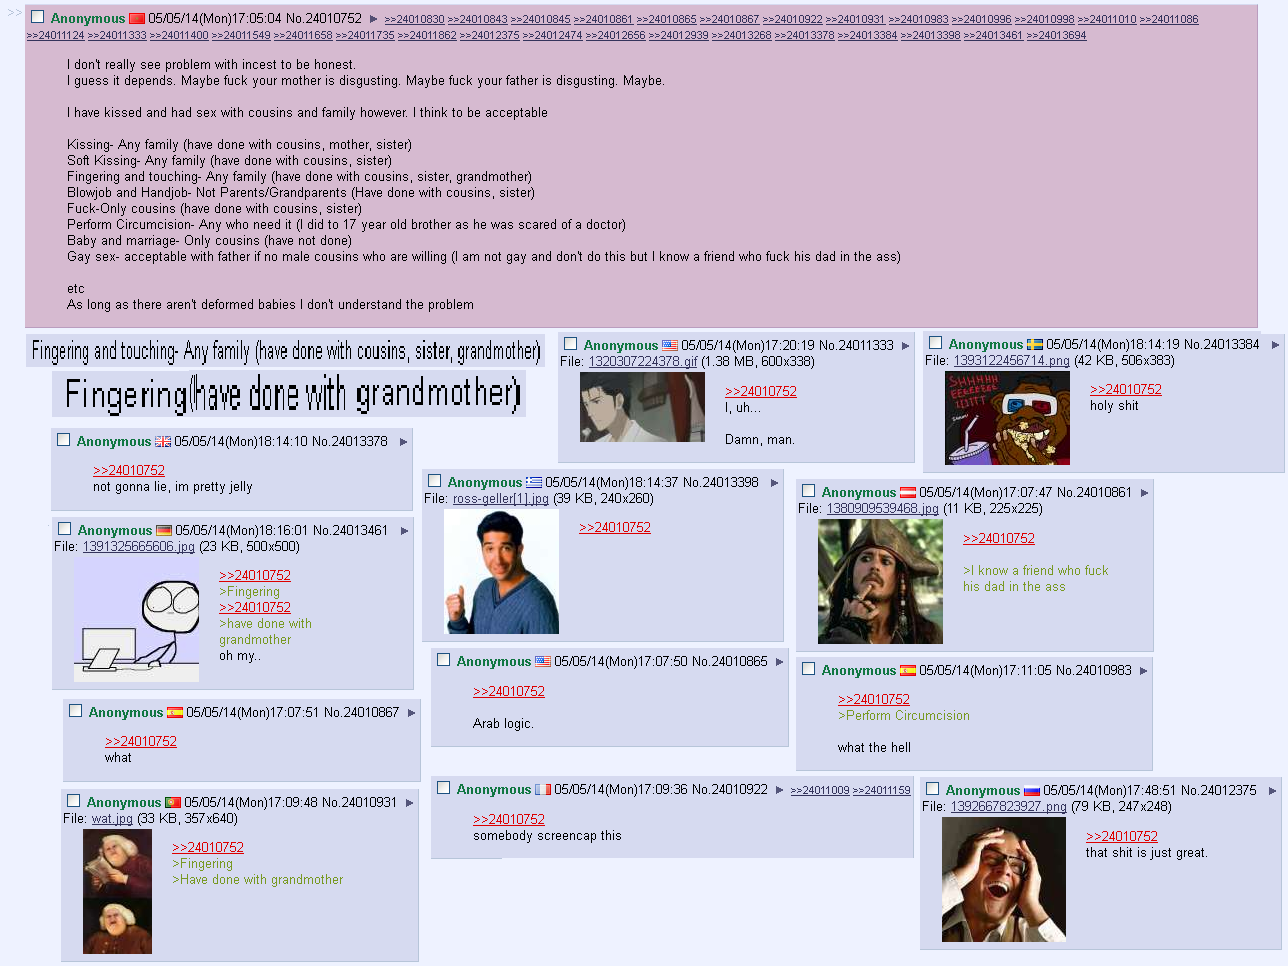 >> Anonymous 05/05/14(Mon)17:05:04 No.24010752 ▶ >>24010830 >>24010843 >>24010845 >>24010861 >>24010865 >>24010867 >>24010922 >>24010931 >>24010983 >>24010996 >>24010998 >>24011010 >>24011086
>>24011124 >>24011333 >>24011400 >>24011549 >>24011658 >>24011735 >>24011862 >>24012375 >>24012474 >>24012656 >>24012939 >>24013268 >>24013378 >>24013384 >>24013398 >>24013461 >>24013694
I don't really see problem with incest to be honest.
I guess it depends. Maybe fuck your mother is disgusting. Maybe fuck your father is disgusting. Maybe.
I have kissed and had sex with cousins and family however. I think to be acceptable
Kissing- Any family (have done with cousins, mother, sister)
Soft Kissing- Any family (have done with cousins, sister)
Fingering and touching- Any family (have done with cousins, sister, grandmother)
Blowjob and Handjob- Not Parents/Grandparents (Have done with cousins, sister)
Fuck-Only cousins (have done with cousins, sister)
Perform Circumcision- Any who need it (I did to 17 year old brother as he was scared of a doctor)
Baby and marriage- Only cousins (have not done)
Gay sex- acceptable with father if no male cousins who are willing (I am not gay and don't do this but I know a friend who fuck his dad in the ass)
etc
As long as there aren't deformed babies I don't understand the problem
Fingering and touching- Any family (have done with cousins, sister, grandmother)
Fingering(have done with grandmother)
Anonymous 05/05/14(Mon)17:20:19 No.24011333 ▶
File: 1320307224378.gif (1.38 MB, 600x338)
>>24010752
I, uh...
Damn, man.
Anonymous 05/05/14(Mon)18:14:19 No.24013384 ▶
File: 1393122456714.png (42 KB, 506x383)
SHHHHH
EEEEEEE
IIITT
>>24010752
holy shit
Anonymous 05/05/14(Mon)18:14:10 No.24013378 ▶
>>24010752
not gonna lie, im pretty jelly
Anonymous 05/05/14(Mon)18:14:37 No.24013398 ▶
File: ross-geller[1].jpg (39 KB, 240x260)
>>24010752
Anonymous 05/05/14(Mon)17:07:47 No.24010861 ▶
File: 1380909539468.jpg (11 KB, 225x225)
>>24010752
>I know a friend who fuck
his dad in the ass
Anonymous 05/05/14(Mon)18:16:01 No.24013461 ▶
File: 1391325665606.jpg (23 KB, 500x500)
>>24010752
>Fingering
>>24010752
>have done with
grandmother
oh my..
Anonymous 05/05/14(Mon)17:07:50 No.24010865 ▶
>>24010752
Arab logic.
Anonymous 05/05/14(Mon)17:11:05 No.24010983 ▶
>>24010752
>Perform Circumcision
what the hell
Anonymous 05/05/14(Mon)17:07:51 No.24010867 ▶
>>24010752
what
Anonymous 05/05/14(Mon)17:09:36 No.24010922 ▶ >>24011009 >>24011159
>>24010752
somebody screencap this
Anonymous 05/05/14(Mon)17:48:51 No.24012375 ▶
File: 1392667823927.png (79 KB, 247x248)
>>24010752
that shit is just great.
Anonymous 05/05/14(Mon)17:09:48 No.24010931 ▶
File: wat.jpg (33 KB, 357x640)
>>24010752
>Fingering
>Have done with grandmother